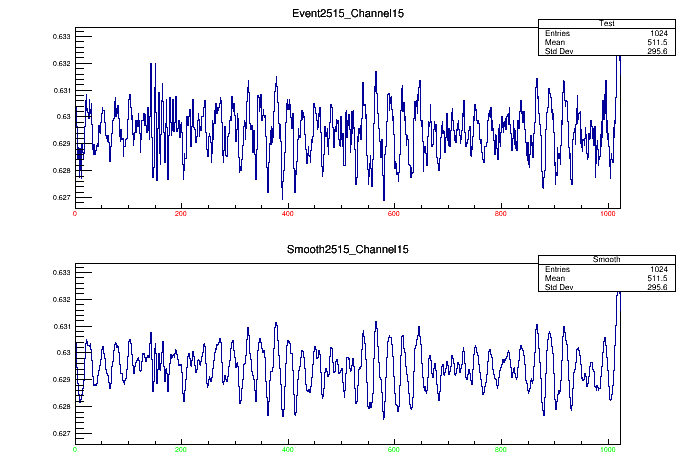 Event2515_Channel15
Test
Entries 1024
Mean 511.5
Std Dev 295.6
0.633
0.632
0.631
0.63
0.629
0.628
0.627
0 200 400 600 800 1000
Smooth2515_Channel15
Smooth
Entries 1024
Mean 511.5
Std Dev 295.6
0.633
0.632
0.631
0.63
0.629
0.628
0.627
0 200 400 600 800 1000